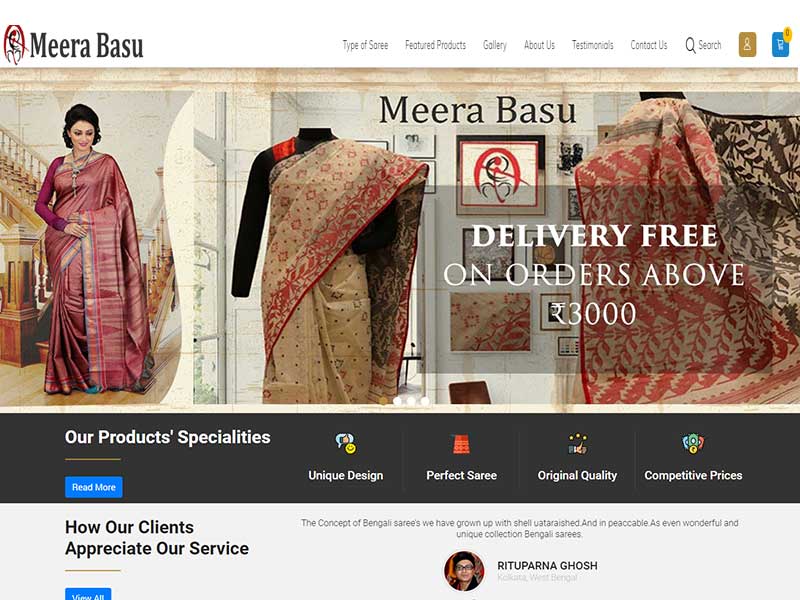 Meera Basu
Type of Saree Featured Products Gallery About Us Testimonials Contact Us Search 0
Meera Basu
DELIVERY FREE
ON ORDERS ABOVE
₹3000
Our Products' Specialities
Read More
Unique Design
Perfect Saree
Original Quality
Competitive Prices
How Our Clients
Appreciate Our Service
View All
The Concept of Bengali saree's we have grown up with shell uataraished.And in peaccable.As even wonderful and
unique collection Bengali sarees.
RITUPARNA GHOSH
Kolkata, West Bengal